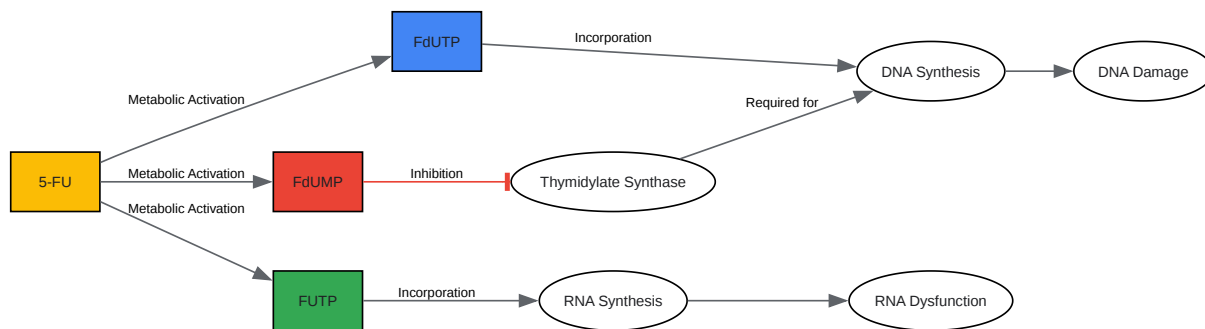 FdUTP
Incorporation
DNA Synthesis
DNA Damage
Metabolic Activation
Required for
5-FU
Metabolic Activation
FdUMP
Inhibition
Thymidylate Synthase
Metabolic Activation
FUTP
Incorporation
RNA Synthesis
RNA Dysfunction